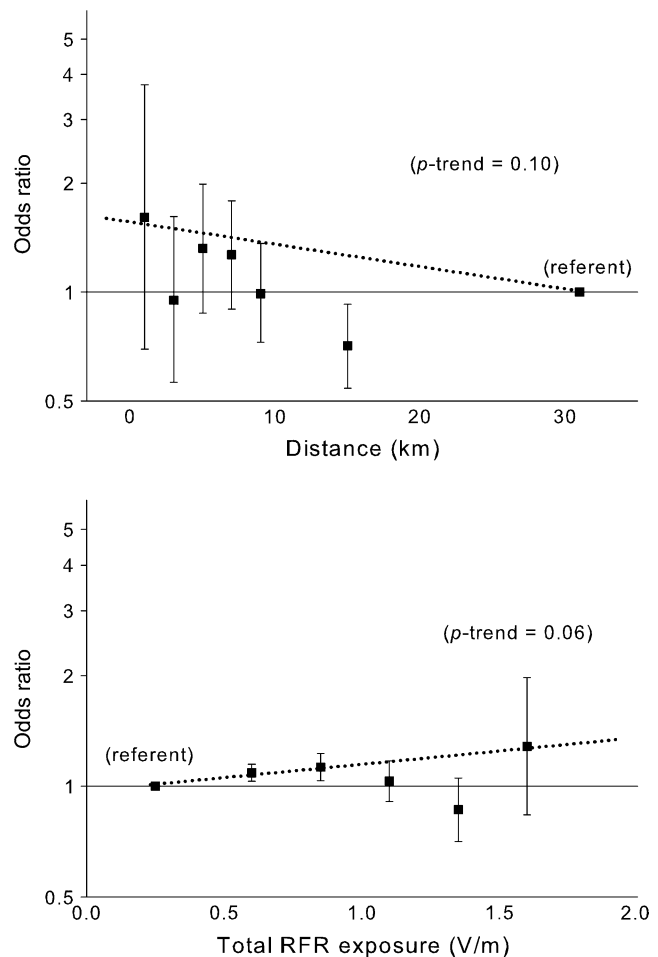 5
4
3
(p-trend = 0.10)
2
Odds ratio
(referent)
1
0.5
0 10 20 30
Distance (km)
5
4
3
(p-trend = 0.06)
2
Odds ratio
(referent)
1
0.5
0.0 0.5 1.0 1.5 2.0
Total RFR exposure (V/m)